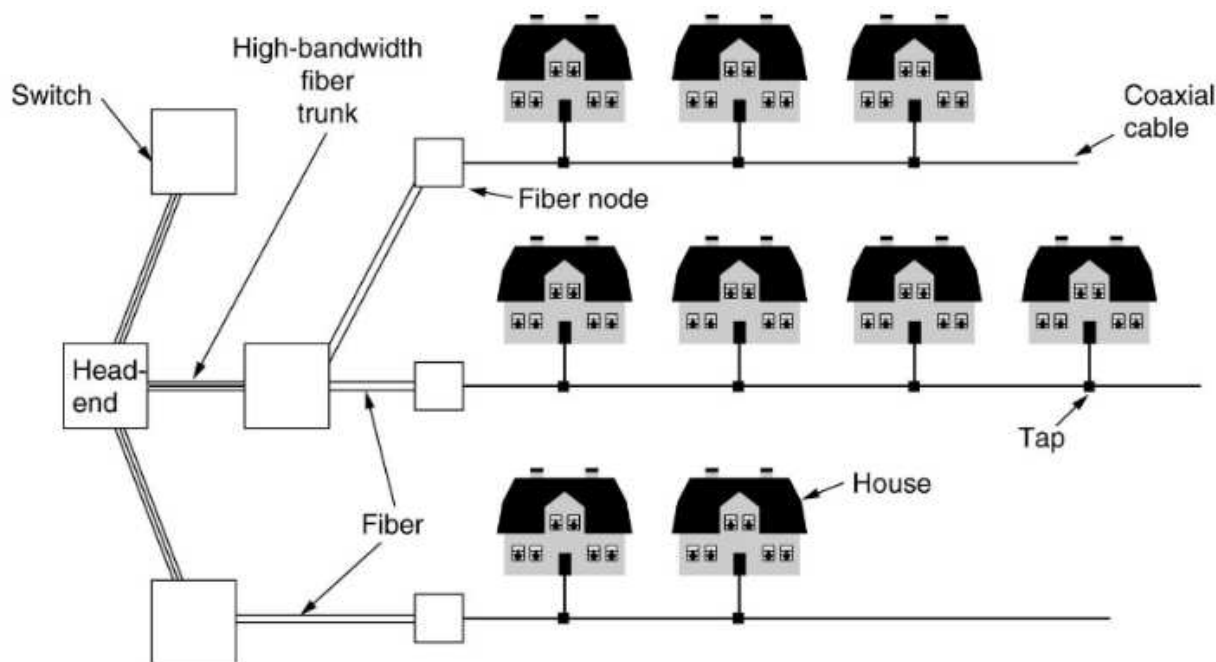 High-bandwidth
fiber
trunk
Switch
Coaxial
cable
Fiber node
Head-
end
Tap
House
Fiber